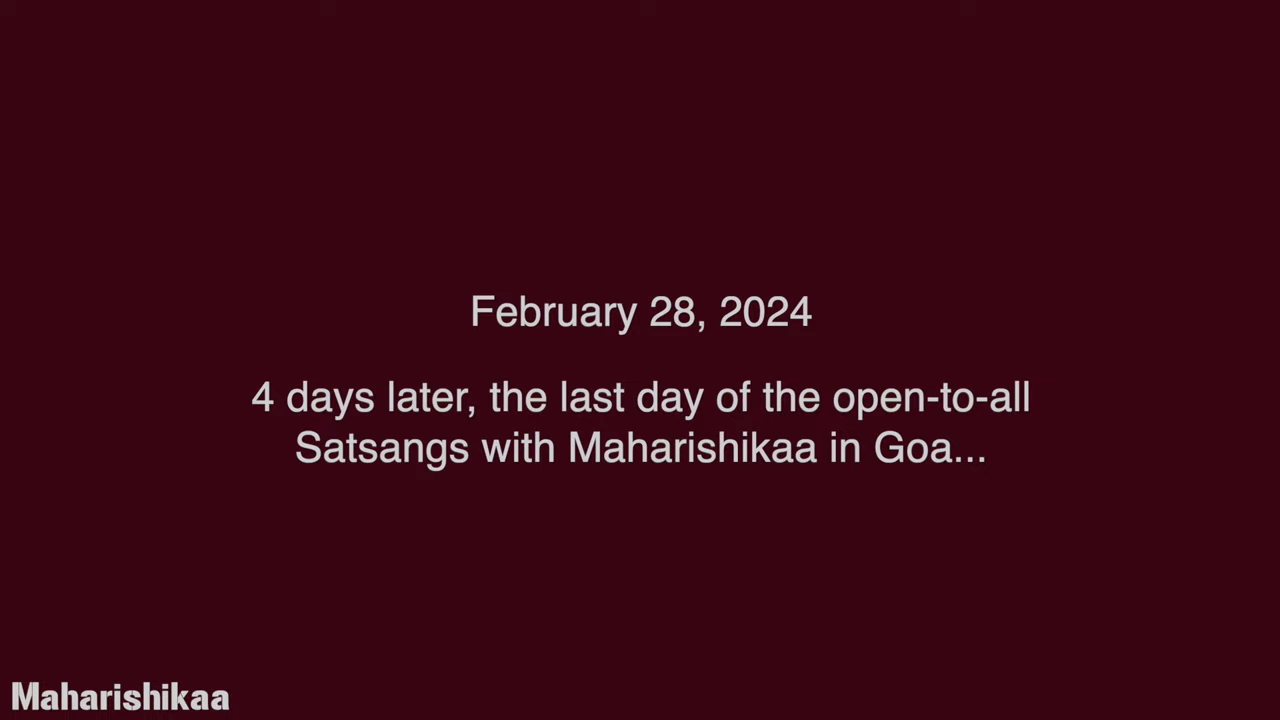 February 28, 2024
4 days later, the last day of the open-to-all
Satsangs with Maharishikaa in Goa...
Maharishikaa